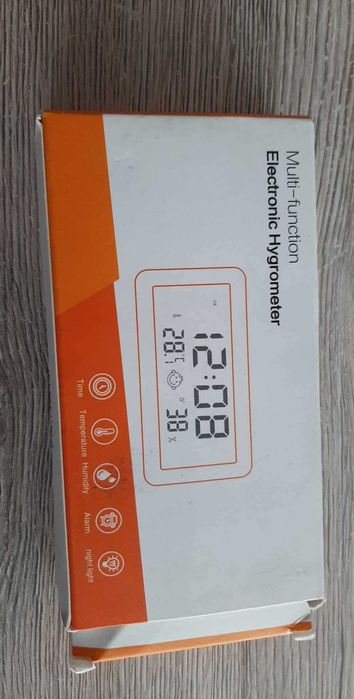 Multi-function
Electronic Hygrometer
12:08
28.1 °C
38 %
Time
Temperature
Humidity
Alarm
night light